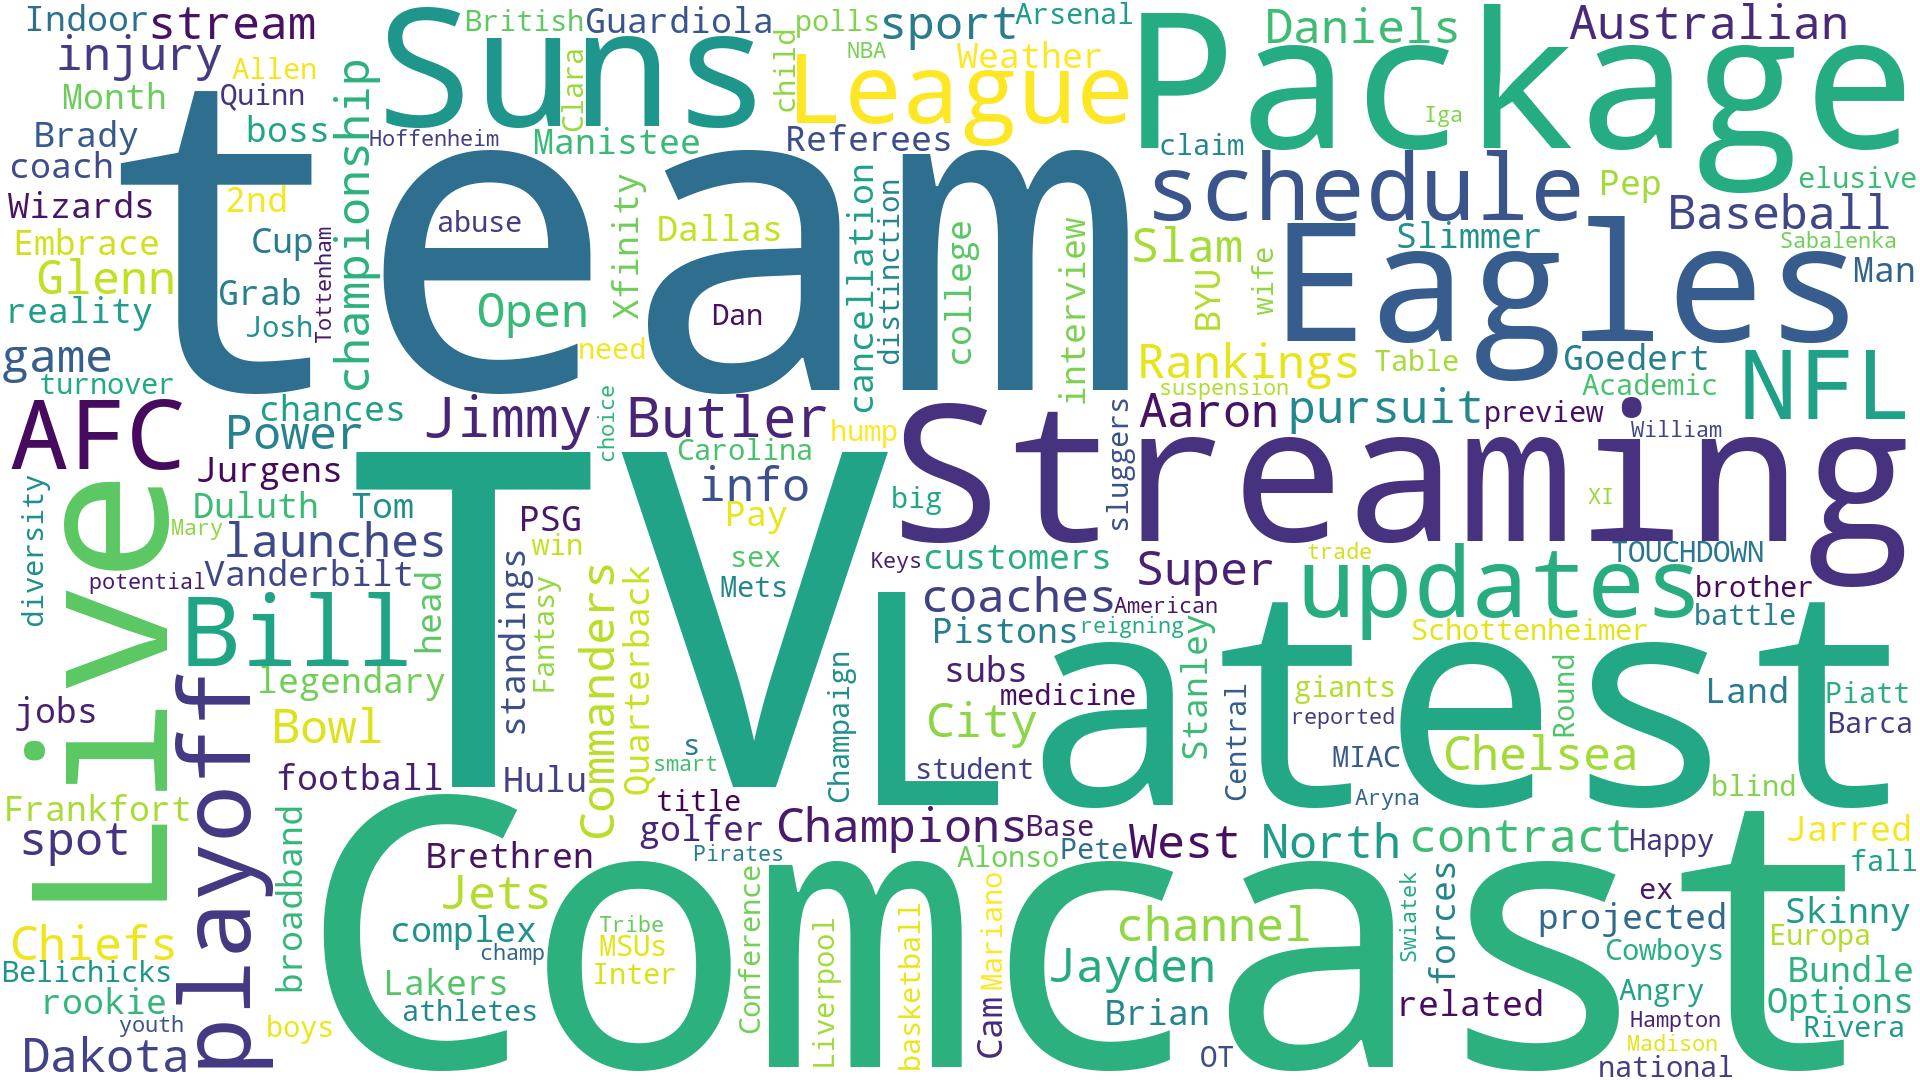 Indoor
stream
British
Guardiola
polls
sport
Arsenal
Daniels
Australian
injury
Suns
NBA
Weather
Package
Allen
child
League
Month
Quinn
championship
Clara
Iga
Brady
boss
Hoffenheim
Manistee
Referees
claim
coach
team
schedule
Pep
elusive
Wizards
2nd
abuse
Xfinity
Dallas
cancellation
distinction
college
interview
Baseball
Embrace
Cup
Tottenham
Slam
wife
Slimmer
Sabalenka
Glenn
Grab
Open
Dan
BYU
Eagles
Man
reality
Josh
need
game
Rankings
Table
Goedert
NFL
turnover
suspension
Academic
AFC
chances
Jimmy
choice
Butler
hump
Aaron
pursuit
preview
William
Power
Carolina
sluggers
Streaming
Jurgens
TV
info
big
XI
diversity
Duluth
Tom
PSG
Pay
Mary
launches
win
sex
Keys
customers
Super
trade
TOUCHDOWN
potential
Vanderbilt
head
standings
Fantasy
Commanders
Quarterback
Mets
coaches
American
updates
brother
battle
Live
Bill
Pistons
reigning
Stanley
Schottenheimer
legendary
Champaign
subs
medicine
giants
Round
Land
Piatt
jobs
playoff
Bowl
s
smart
City
Central
reported
Latest
Barca
football
Hulu
student
MIAC
Chelsea
blind
Frankfort
title
Aryna
spot
broadband
golfer
Champions
Base
West
North
contract
Happy
Jarred
Brethren
Pirates
Alonso
Pete
fall
Jets
Conference
Comcast
ex
Chiefs
complex
Tribe
MSUs
champ
Liverpool
basketball
Mariano
channel
Swiatek
forces
projected
Skinny
Belichicks
Lakers
Inter
Jayden
Cowboys
Europa
rookie
athletes
Cam
Brian
related
Angry
Bundle
Options
youth
boys
Hampton
Rivera
Dakota
OT
Madison
national